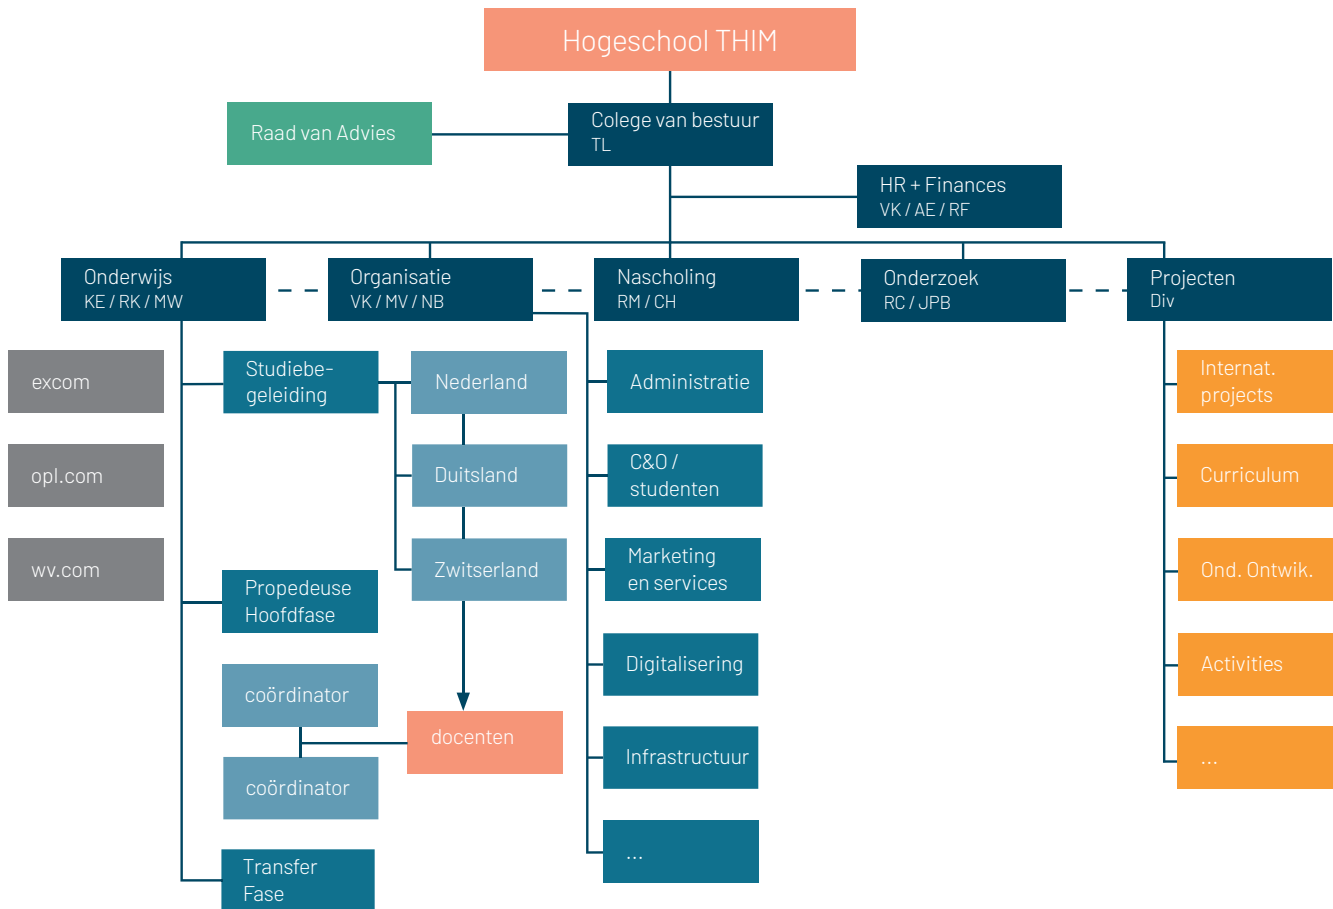 Hogeschool THIM
Raad van Advies
Colege van bestuur
TL
HR + Finances
VK / AE / RF
Onderwijs
KE / RK / MW
Organisatie
VK / MV / NB
Nascholing
RM / CH
Onderzoek
RC / JPB
Projecten
Div
excom
opl.com
wv.com
Studiebe-
geleiding
Propedeuse
Hoofdfase
coördinator
coördinator
Transfer
Fase
Nederland
Duitsland
Zwitserland
docenten
Administratie
C&O /
studenten
Marketing
en services
Digitalisering
Infrastructuur
...
Internat.
projects
Curriculum
Ond. Ontwik.
Activities
...